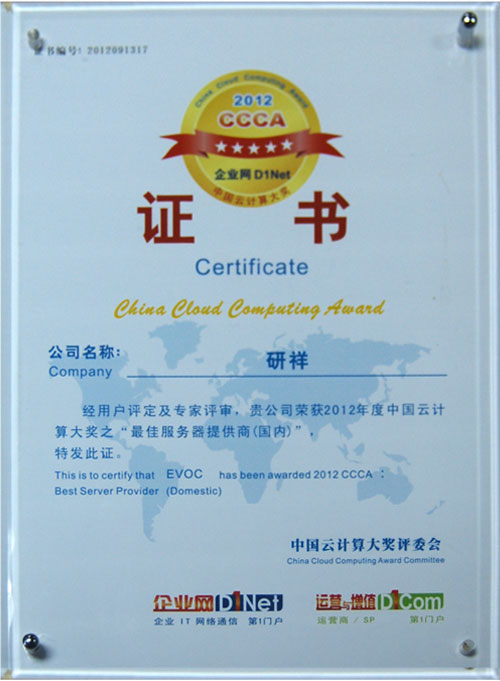 证书编号: 2012091317
China Cloud Computing Award
2012
CCCA
企业网 D1Net
中国云计算大奖
证 书
Certificate
China Cloud Computing Award
公司名称: 研祥
Company
经用户评定及专家评审, 贵公司荣获2012年度中国云计
算大奖之“最佳服务器提供商(国内)”,
特发此证。
This is to certify that EVOC has been awarded 2012 CCCA :
Best Server Provider (Domestic)
中国云计算大奖评委会
China Cloud Computing Award Committee
企业网D1Net 运营与增值D1Com
企业 IT 网络通信 第1门户 运营商 / SP 第1门户